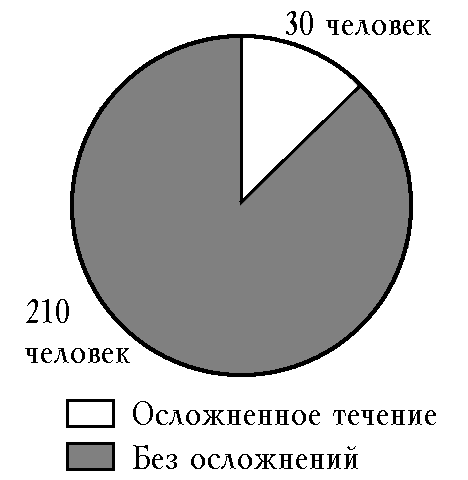 30 человек
210
человек
Осложненное течение
Без осложнений